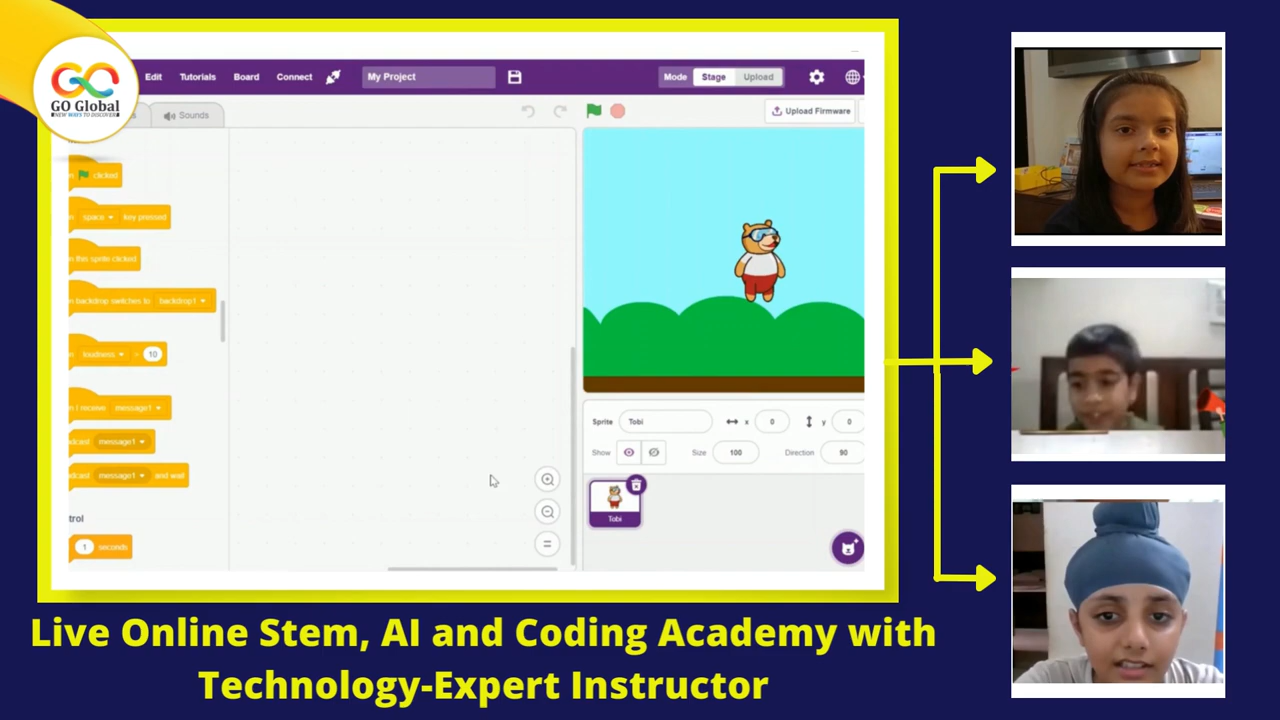 GO Global
NEW WAYS TO DISCOVER
Edit Tutorials Board Connect My Project Mode Stage Upload
Sounds
Upload Firmware
clicked
space key pressed
this sprite clicked
backdrop switches to backdrop1
loudness > 10
I receive message1
message1
message1 and wait
1 seconds
Sprite Tobi x 0 y 0
Show Size 100 Direction 90
Tobi
Live Online Stem, AI and Coding Academy with
Technology-Expert Instructor